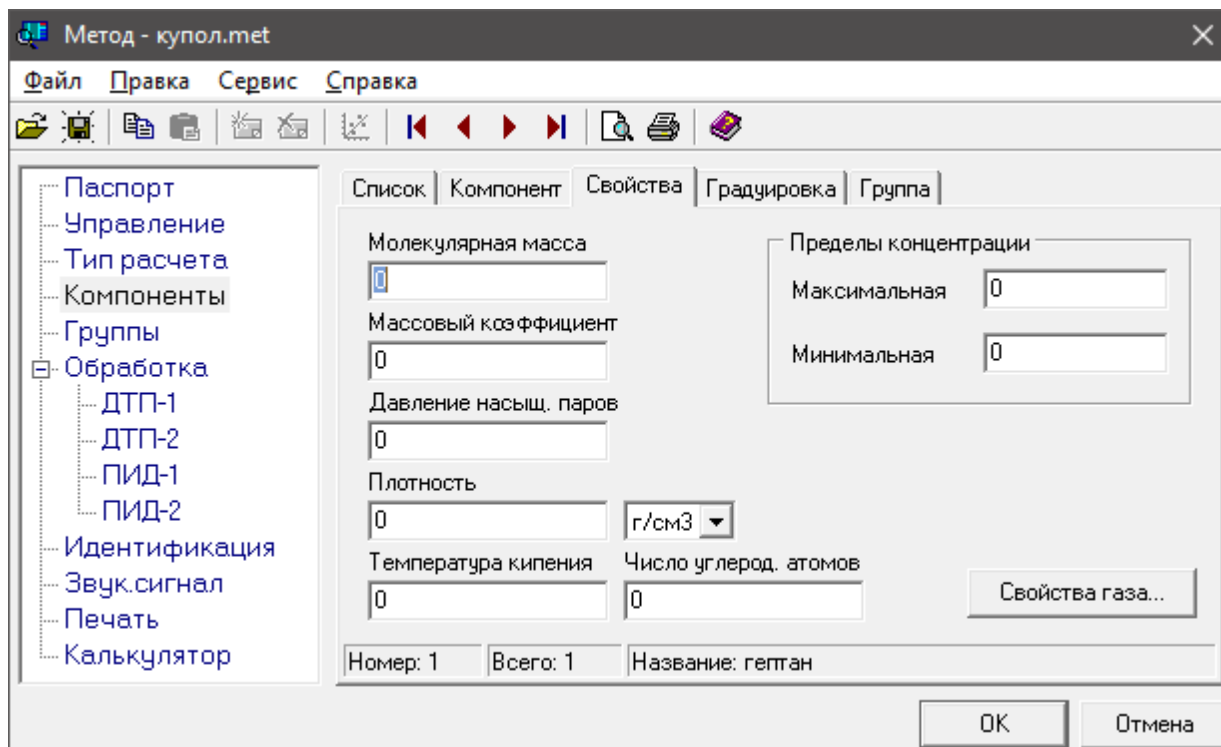 Метод - купол.met
Файл Правка Сервис Справка
Паспорт
Управление
Тип расчета
Компоненты
Группы
Обработка
ДТП-1
ДТП-2
ПИД-1
ПИД-2
Идентификация
Звук.сигнал
Печать
Калькулятор
Список Компонент Свойства Градуировка Группа
Молекулярная масса
0
Массовый коэффициент
0
Давление насыщ. паров
0
Плотность
0 г/см3
Температура кипения Число углерод. атомов
0 0
Пределы концентрации
Максимальная 0
Минимальная 0
Свойства газа...
Номер: 1 Всего: 1 Название: гептан
OK Отмена